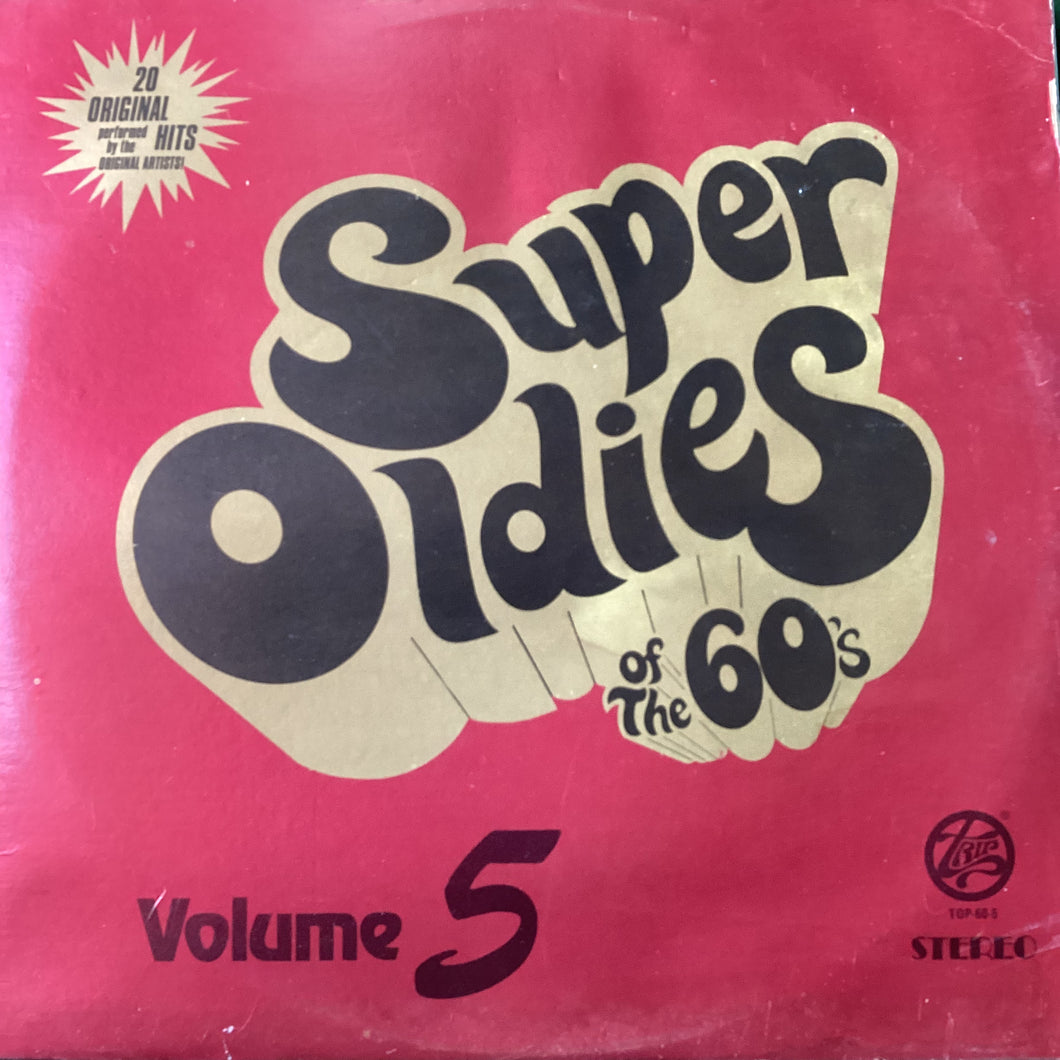 20
ORIGINAL
performed HITS
by the
ORIGINAL ARTISTS!
Super
Oldies
of
The 60's
Volume 5
TRIP
®
TOP-60-5
STEREO